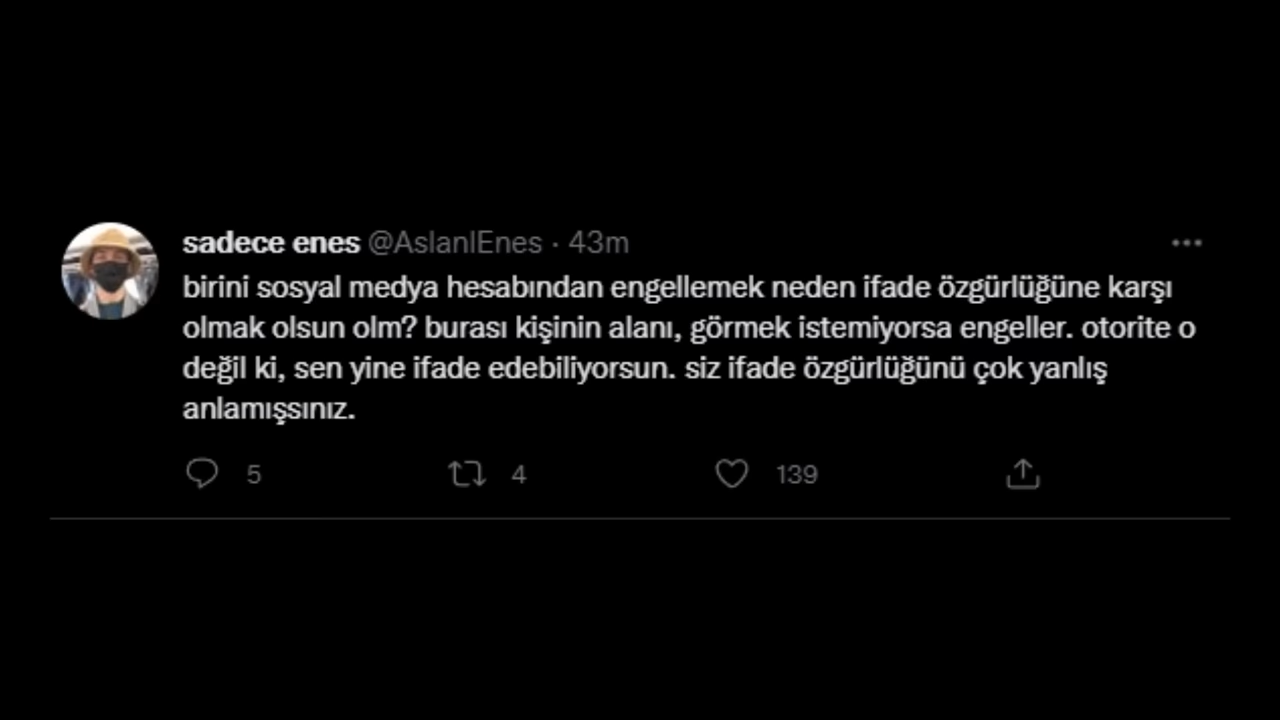 sadece enes @AslanlEnes · 43m
birini sosyal medya hesabından engellemek neden ifade özgürlüğüne karşı
olmak olsun olm? burası kişinin alanı, görmek istemiyorsa engeller. otorite o
değil ki, sen yine ifade edebiliyorsun. siz ifade özgürlüğünü çok yanlış
anlamışsınız.
5 4 139